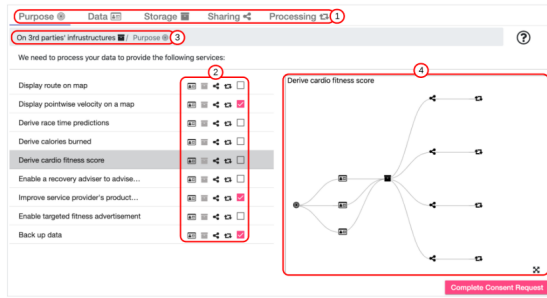 Purpose Data Storage Sharing Processing 1
On 3rd parties' infrustructures / Purpose 3 ?
We need to process your data to provide the following services:
2 4
Display route on map
Display pointwise velocity on a map
Derive race time predictions
Derive calories burned
Derive cardio fitness score
Enable a recovery adviser to advise...
Improve service provider's product...
Enable targeted fitness advertisement
Back up data
Derive cardio fitness score
Complete Consent Request